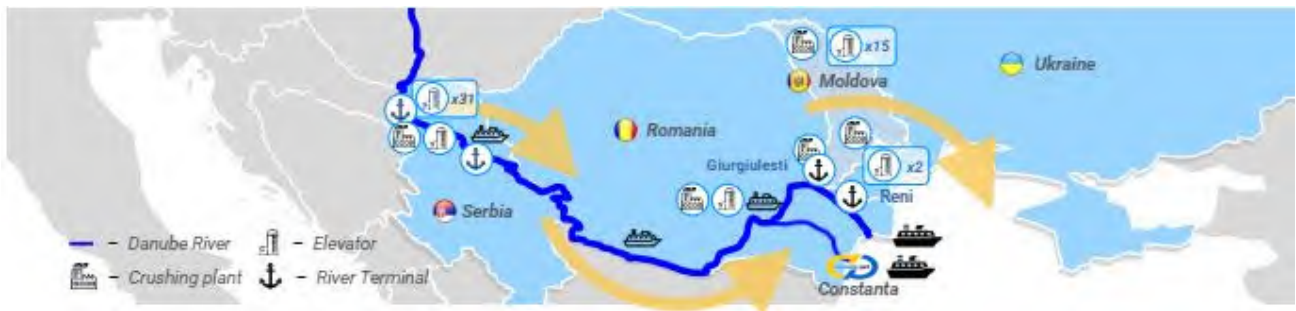 x15
Ukraine
Moldova
x31
Romania
Giurgiulesti
x2
Reni
Serbia
– Danube River
– Elevator
– Crushing plant
– River Terminal
Constanta